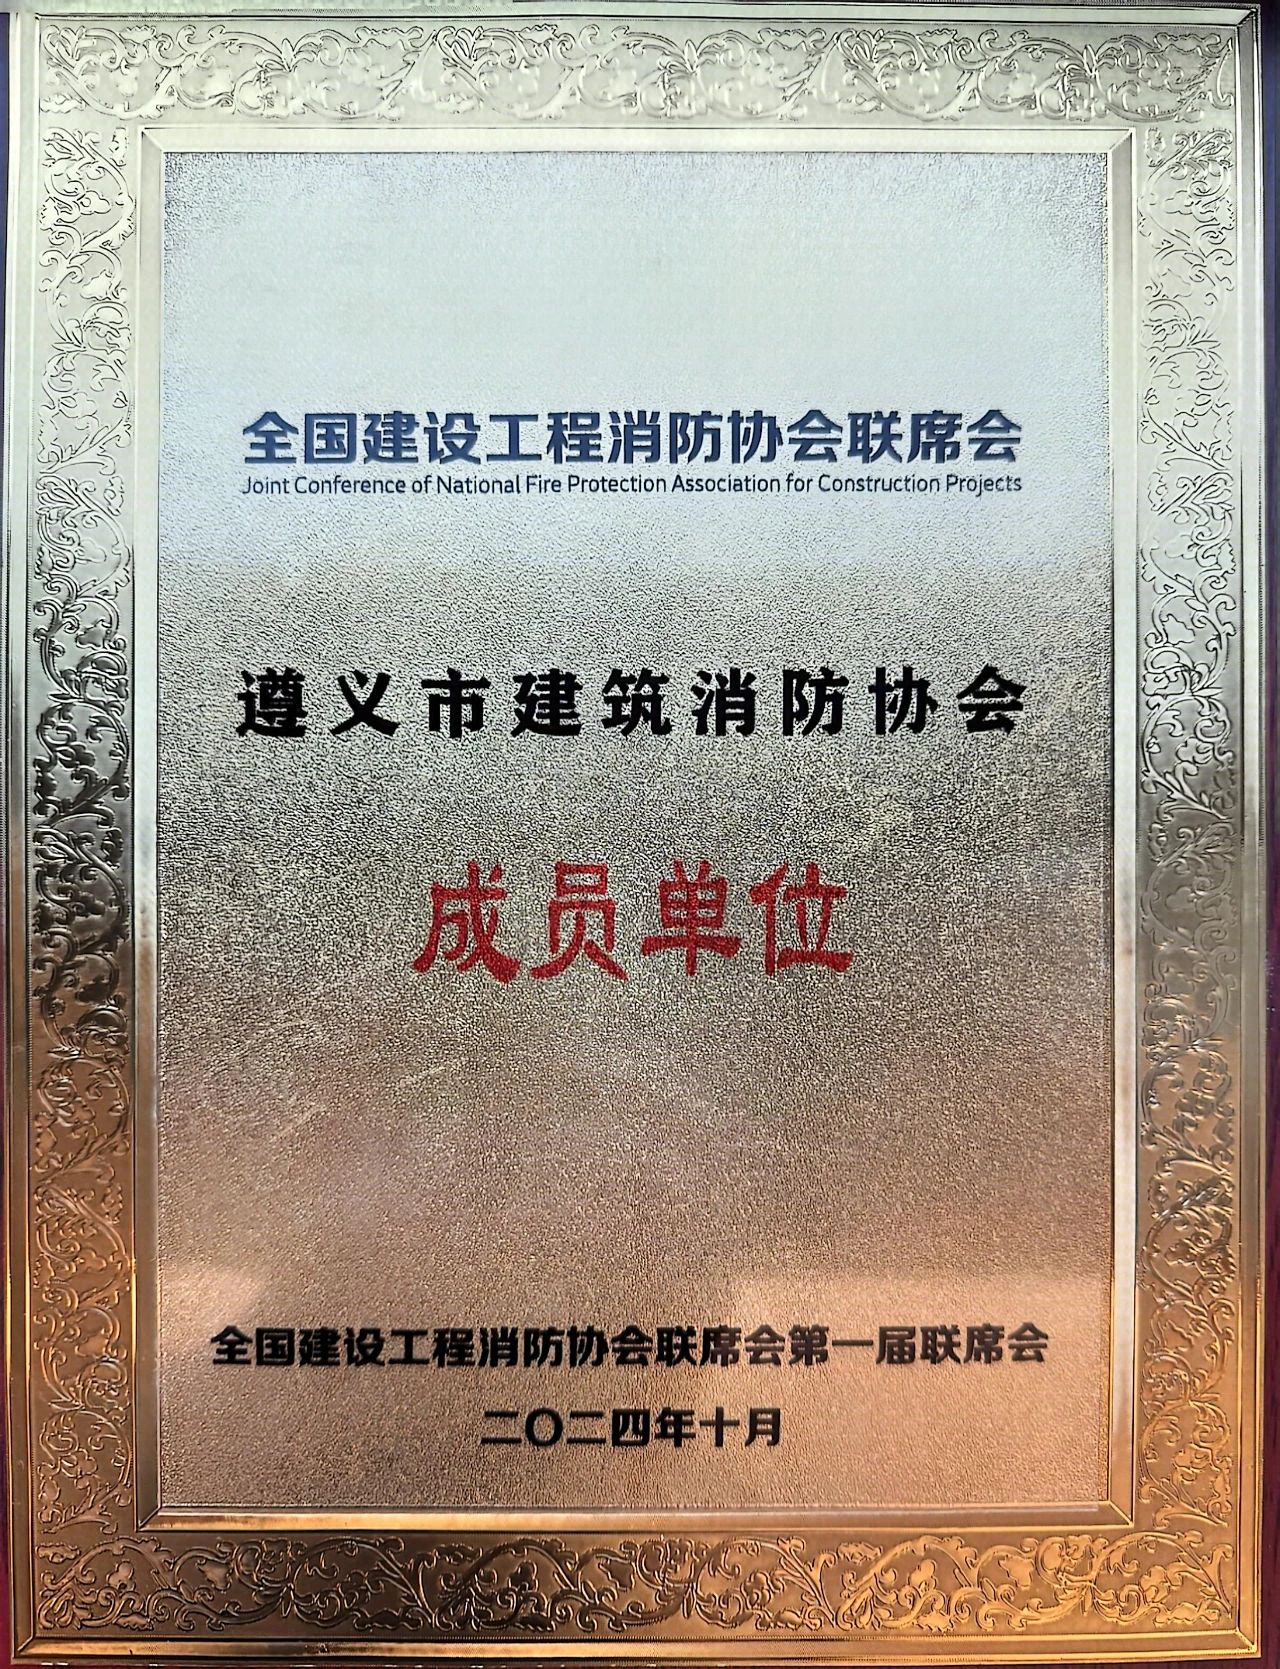 全国建设工程消防协会联席会
Joint Conference of National Fire Protection Association for Construction Projects
遵义市建筑消防协会
成员单位
全国建设工程消防协会联席会第一届联席会
二〇二四年十月